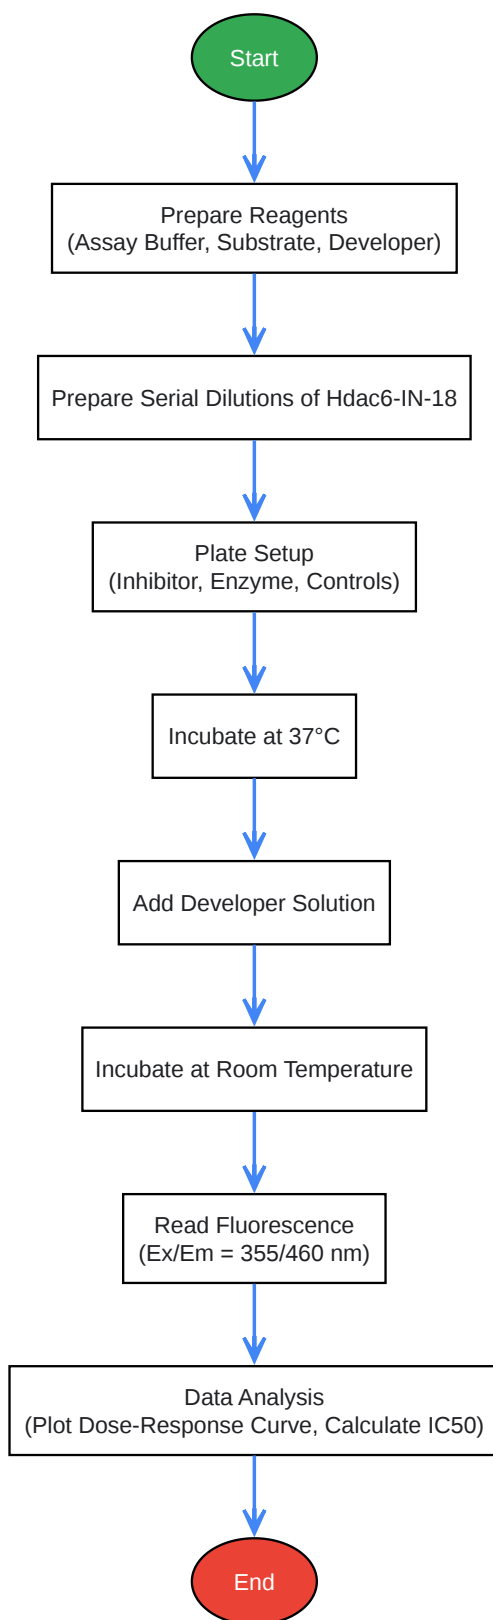 Start
Prepare Reagents
(Assay Buffer, Substrate, Developer)
Prepare Serial Dilutions of Hdac6-IN-18
Plate Setup
(Inhibitor, Enzyme, Controls)
Incubate at 37°C
Add Developer Solution
Incubate at Room Temperature
Read Fluorescence
(Ex/Em = 355/460 nm)
Data Analysis
(Plot Dose-Response Curve, Calculate IC50)
End